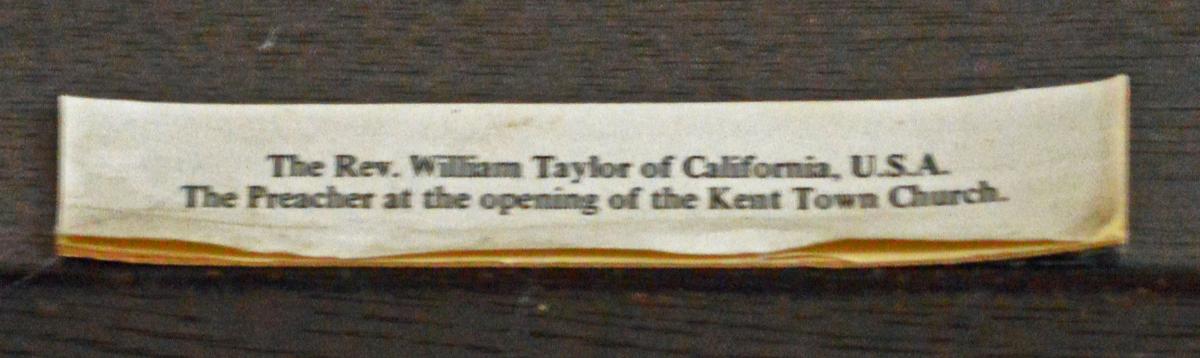 The Rev. William Taylor of California, U.S.A.
The Preacher at the opening of the Kent Town Church.